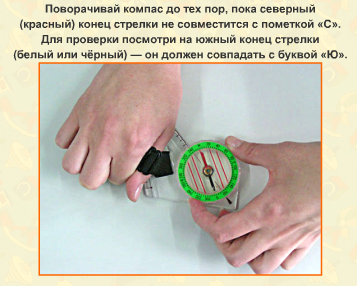 Поворачивай компас до тех пор, пока северный
(красный) конец стрелки не совместится с пометкой «С».
Для проверки посмотри на южный конец стрелки
(белый или чёрный) — он должен совпадать с буквой «Ю».